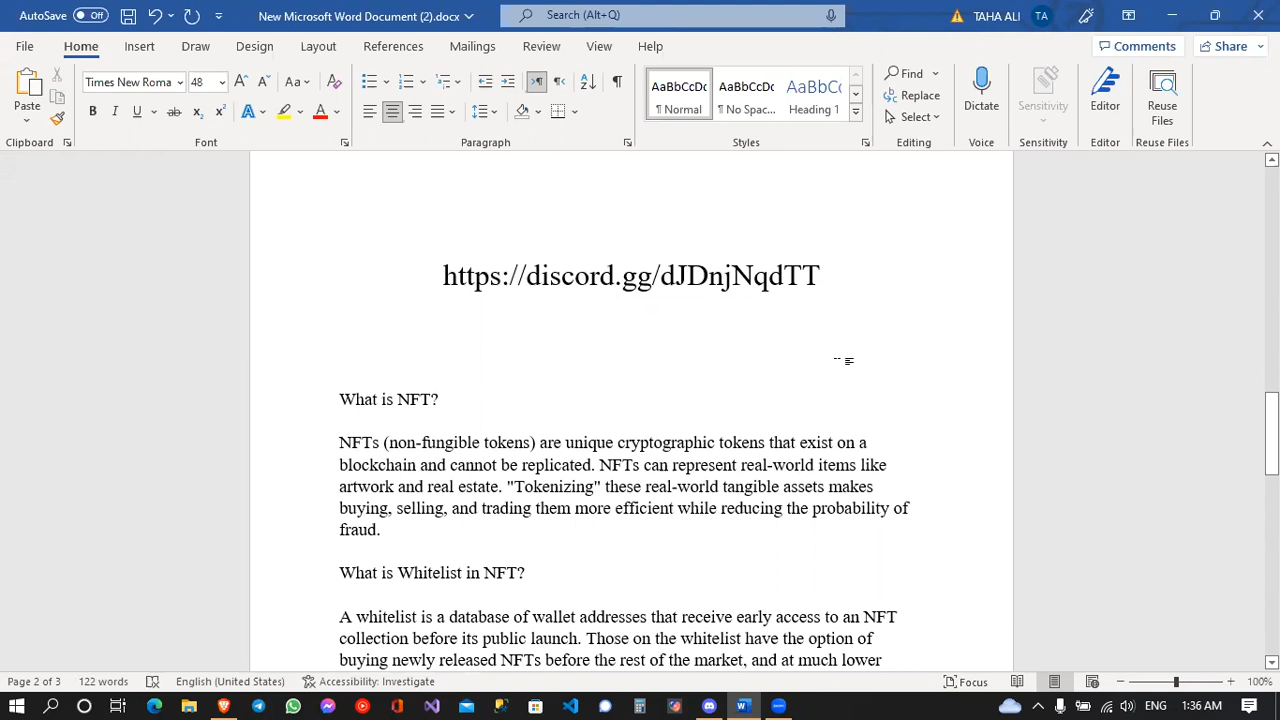 AutoSave Off New Microsoft Word Document (2).docx Search (Alt+Q) TAHA ALI TA
File Home Insert Draw Design Layout References Mailings Review View Help Comments Share
Times New Roma 48 Aa AaBbCcDc AaBbCcDc AaBbCc Find
Paste B I U ab x₂ x² A A ¶ Normal ¶ No Spac... Heading 1 Replace Select Dictate Sensitivity Editor Reuse Files
Clipboard Font Paragraph Styles Editing Voice Sensitivity Editor Reuse Files
https://discord.gg/dJDnjNqdTT
What is NFT?
NFTs (non-fungible tokens) are unique cryptographic tokens that exist on a
blockchain and cannot be replicated. NFTs can represent real-world items like
artwork and real estate. "Tokenizing" these real-world tangible assets makes
buying, selling, and trading them more efficient while reducing the probability of
fraud.
What is Whitelist in NFT?
A whitelist is a database of wallet addresses that receive early access to an NFT
collection before its public launch. Those on the whitelist have the option of
buying newly released NFTs before the rest of the market, and at much lower
Page 2 of 3 122 words English (United States) Accessibility: Investigate Focus 100%
ENG 1:36 AM